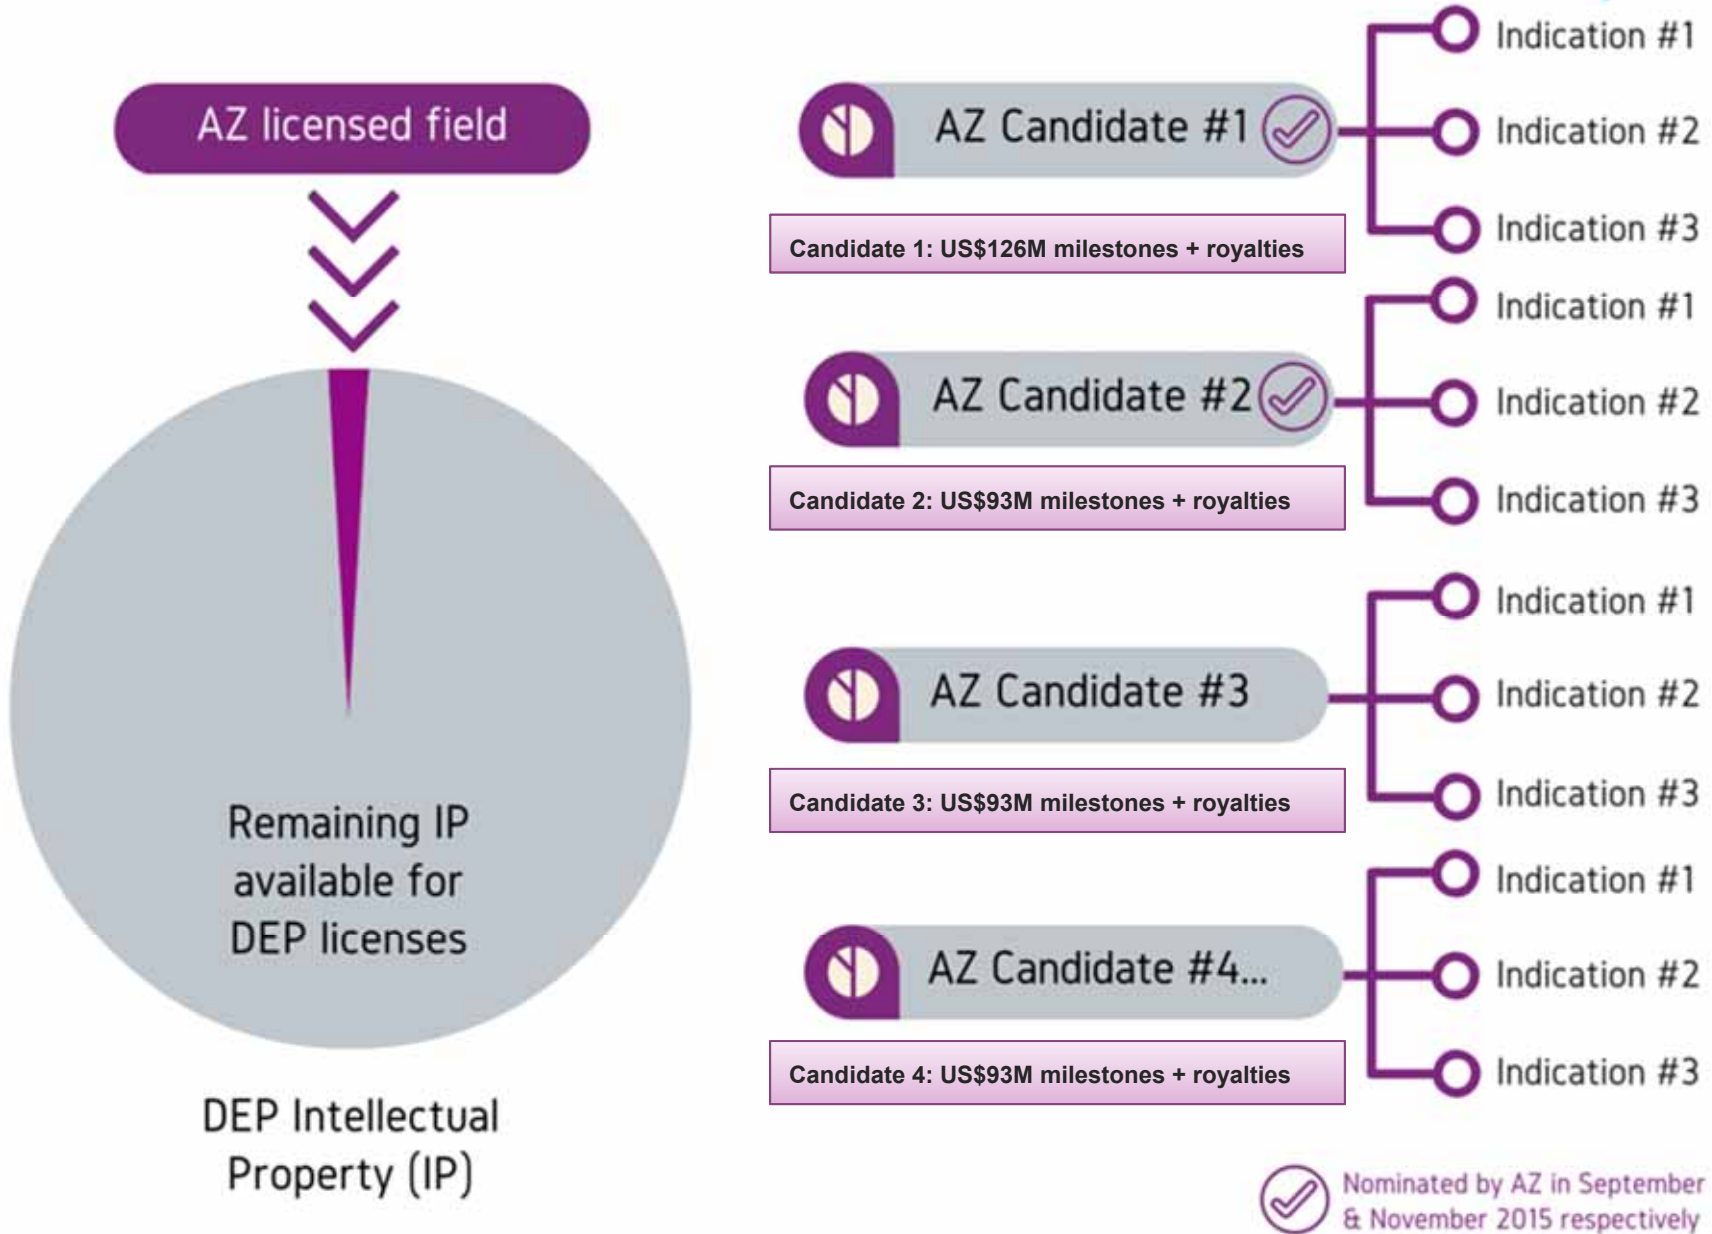 AZ licensed field
Remaining IP
available for
DEP licenses
DEP Intellectual
Property (IP)
AZ Candidate #1
Candidate 1: US$126M milestones + royalties
Indication #1
Indication #2
Indication #3
AZ Candidate #2
Candidate 2: US$93M milestones + royalties
Indication #1
Indication #2
Indication #3
AZ Candidate #3
Candidate 3: US$93M milestones + royalties
Indication #1
Indication #2
Indication #3
AZ Candidate #4...
Candidate 4: US$93M milestones + royalties
Indication #1
Indication #2
Indication #3
Nominated by AZ in September
& November 2015 respectively